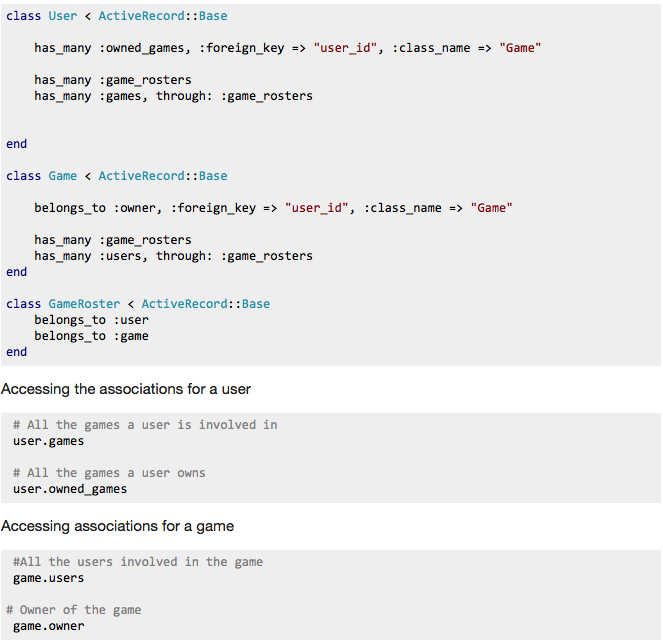 class User < ActiveRecord::Base
has_many :owned_games, :foreign_key => "user_id", :class_name => "Game"
has_many :game_rosters
has_many :games, through: :game_rosters
end
class Game < ActiveRecord::Base
belongs_to :owner, :foreign_key => "user_id", :class_name => "Game"
has_many :game_rosters
has_many :users, through: :game_rosters
end
class GameRoster < ActiveRecord::Base
belongs_to :user
belongs_to :game
end
Accessing the associations for a user
# All the games a user is involved in
user.games
# All the games a user owns
user.owned_games
Accessing associations for a game
#All the users involved in the game
game.users
# Owner of the game
game.owner